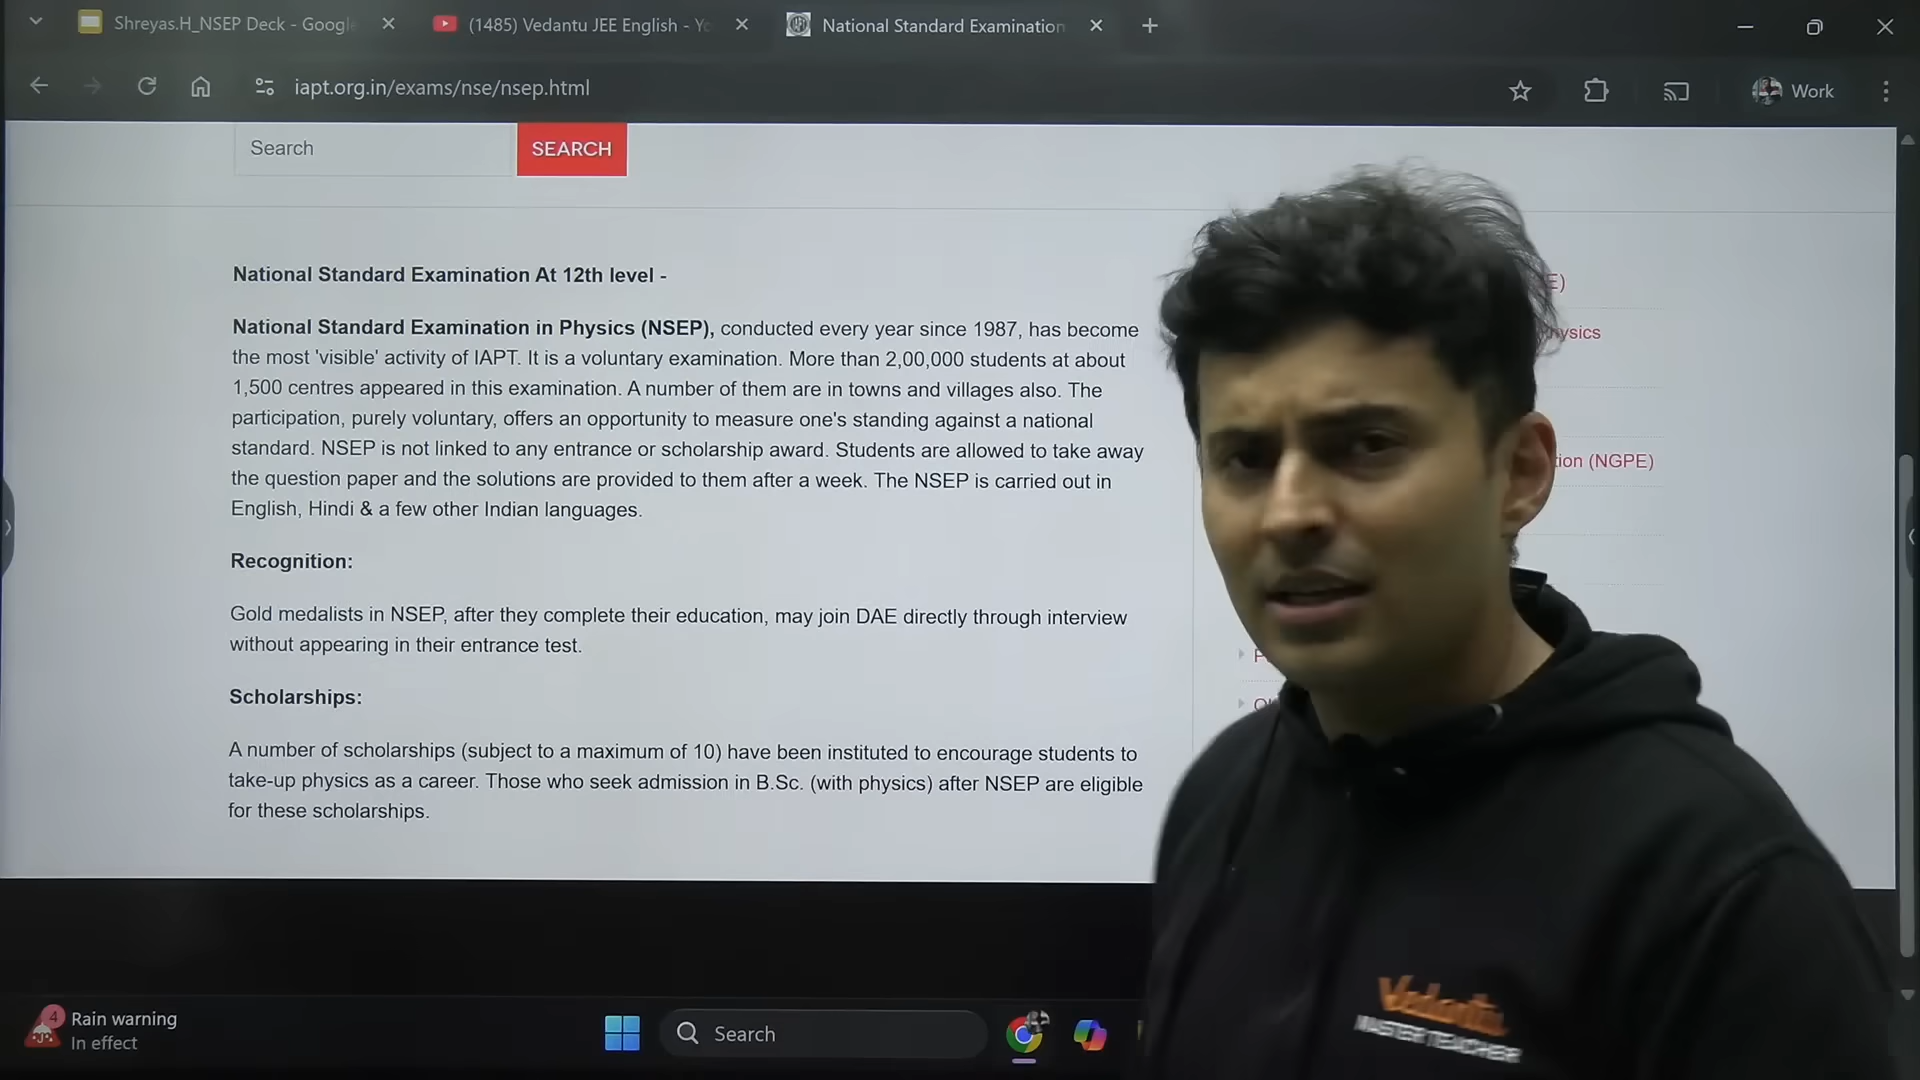 Shreyas.H_NSEP Deck - Google
(1485) Vedantu JEE English - Yo
National Standard Examination
iapt.org.in/exams/nse/nsep.html
Work
Search
SEARCH
National Standard Examination At 12th level -
National Standard Examination in Physics (NSEP), conducted every year since 1987, has become
the most 'visible' activity of IAPT. It is a voluntary examination. More than 2,00,000 students at about
1,500 centres appeared in this examination. A number of them are in towns and villages also. The
participation, purely voluntary, offers an opportunity to measure one's standing against a national
standard. NSEP is not linked to any entrance or scholarship award. Students are allowed to take away
the question paper and the solutions are provided to them after a week. The NSEP is carried out in
English, Hindi & a few other Indian languages.
Recognition:
Gold medalists in NSEP, after they complete their education, may join DAE directly through interview
without appearing in their entrance test.
Scholarships:
A number of scholarships (subject to a maximum of 10) have been instituted to encourage students to
take-up physics as a career. Those who seek admission in B.Sc. (with physics) after NSEP are eligible
for these scholarships.
E)
hysics
tion (NGPE)
Vedantu
MASTER TEACHER
4
Rain warning
In effect
Search